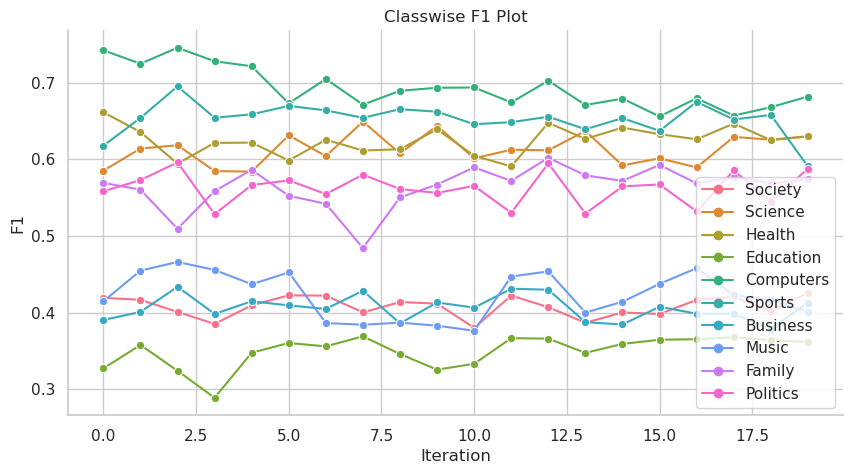 Classwise F1 Plot
F1
0.7
0.6
0.5
0.4
0.3
0.0
2.5
5.0
7.5
10.0
12.5
15.0
17.5
Iteration
Society
Science
Health
Education
Computers
Sports
Business
Music
Family
Politics